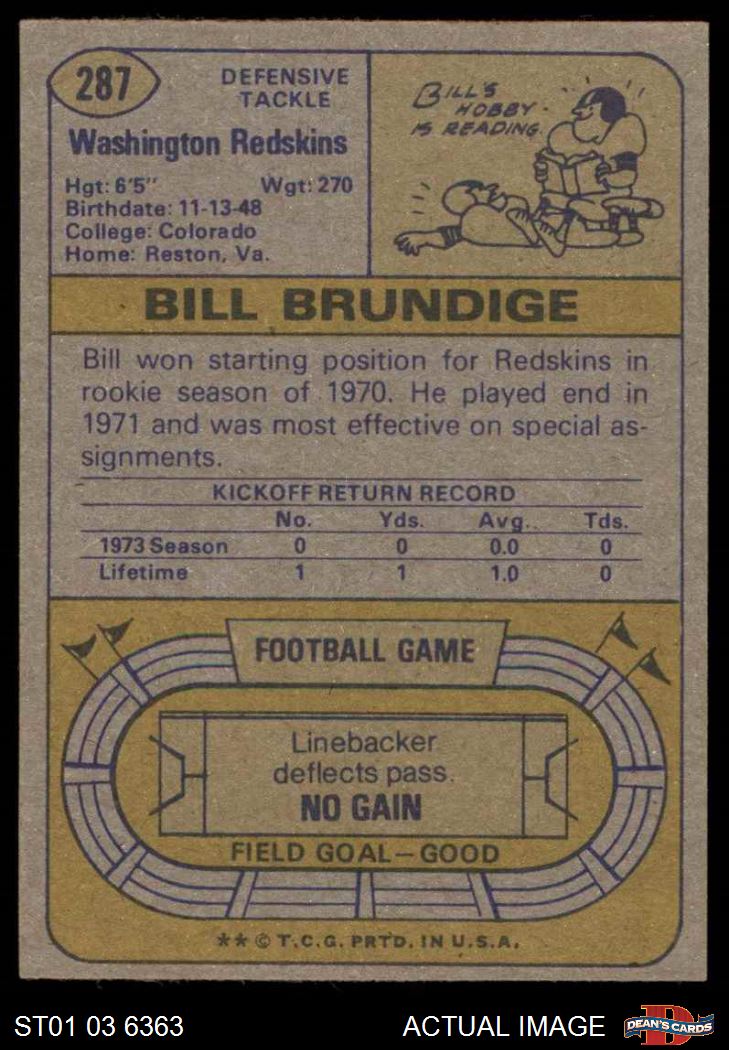 287
DEFENSIVE
TACKLE
Washington Redskins
Hgt: 6'5" Wgt: 270
Birthdate: 11-13-48
College: Colorado
Home: Reston, Va.
BILL'S
HOBBY
IS READING.
BILL BRUNDIGE
Bill won starting position for Redskins in
rookie season of 1970. He played end in
1971 and was most effective on special as-
signments.
KICKOFF RETURN RECORD
No. Yds. Avg. Tds.
1973 Season 0 0 0.0 0
Lifetime 1 1 1.0 0
FOOTBALL GAME
Linebacker
deflects pass.
NO GAIN
FIELD GOAL—GOOD
** © T.C.G. PRTD. IN U.S.A.
ST01 03 6363 ACTUAL IMAGE DEAN'S CARDS